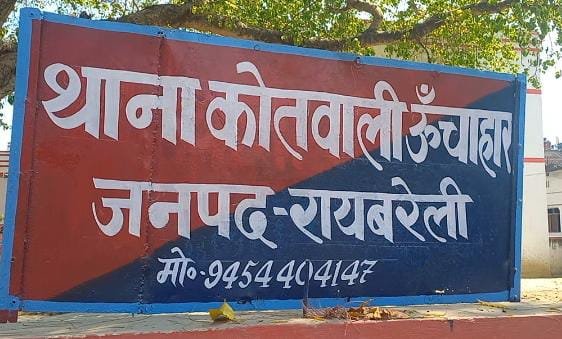 थाना कोतवाली ऊँचाहार
जनपद-रायबरेली
मो०-9454404147